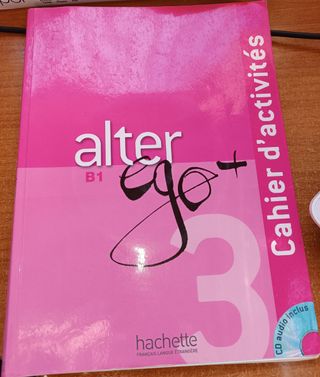 alter
B1
ego+
3
Cahier d'activités
CD audio inclus
hachette
FRANÇAIS LANGUE ÉTRANGÈRE